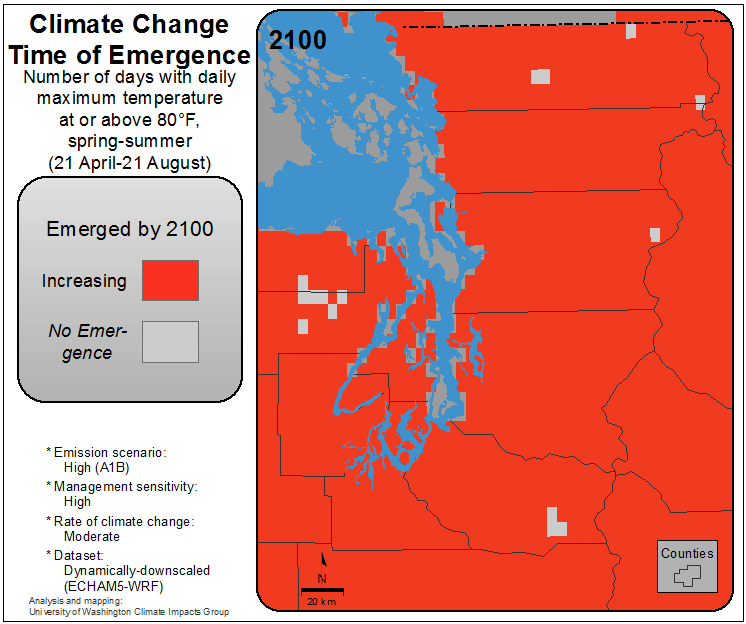 Climate Change
Time of Emergence
Number of days with daily
maximum temperature
at or above 80°F,
spring-summer
(21 April-21 August)
Emerged by 2100
Increasing
No Emer-
gence
* Emission scenario:
High (A1B)
* Management sensitivity:
High
* Rate of climate change:
Moderate
* Dataset:
Dynamically-downscaled
(ECHAM5-WRF)
Analysis and mapping:
University of Washington Climate Impacts Group
2100
N
20 km
Counties